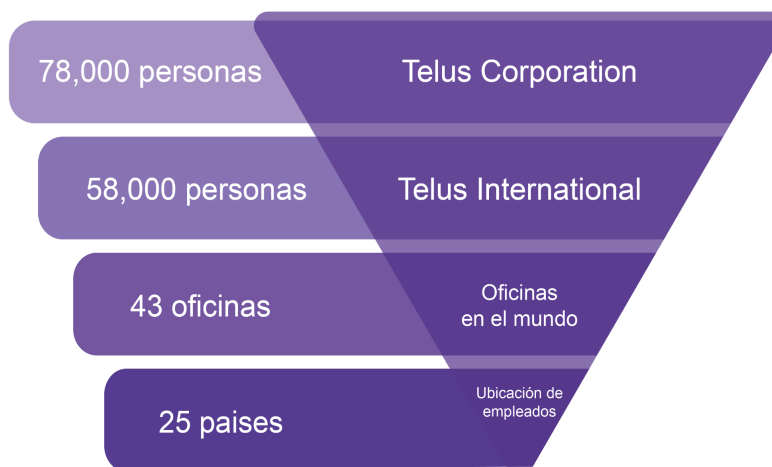 78,000 personas
Telus Corporation
58,000 personas
Telus International
43 oficinas
Oficinas
en el mundo
25 paises
Ubicación de
empleados